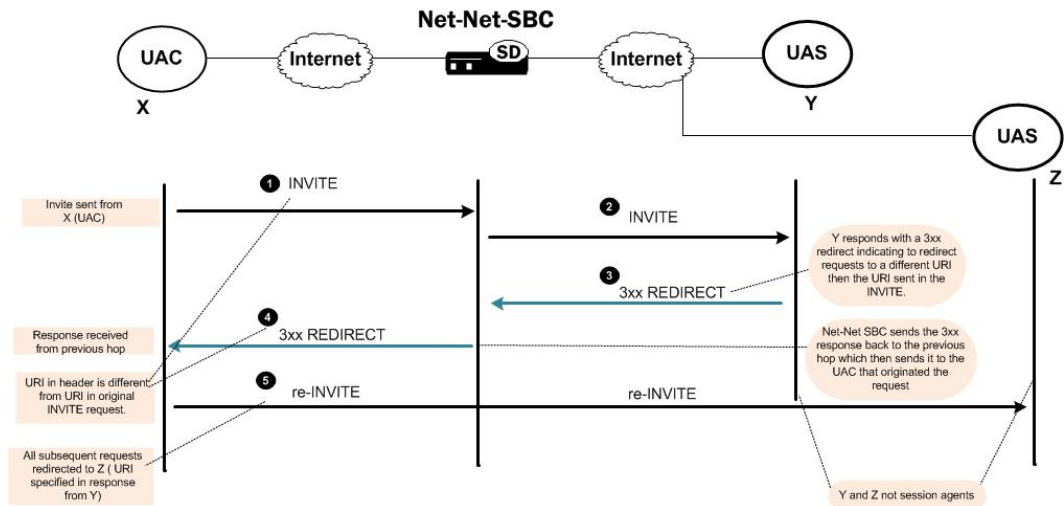 Net-Net-SBC
UAC
Internet
SD
Internet
UAS
X
Y
UAS
Z
1 INVITE
Invite sent from
X (UAC)
2 INVITE
Y responds with a 3xx
redirect indicating to redirect
requests to a different URI
then the URI sent in the
INVITE.
3 3xx REDIRECT
4 3xx REDIRECT
Response received
from previous hop
Net-Net SBC sends the 3xx
response back to the previous
hop which then sends it to the
UAC that originated the
request
URI in header is different
from URI in original
INVITE request.
5 re-INVITE
re-INVITE
All subsequent requests
redirected to Z ( URI
specified in response
from Y)
Y and Z not session agents